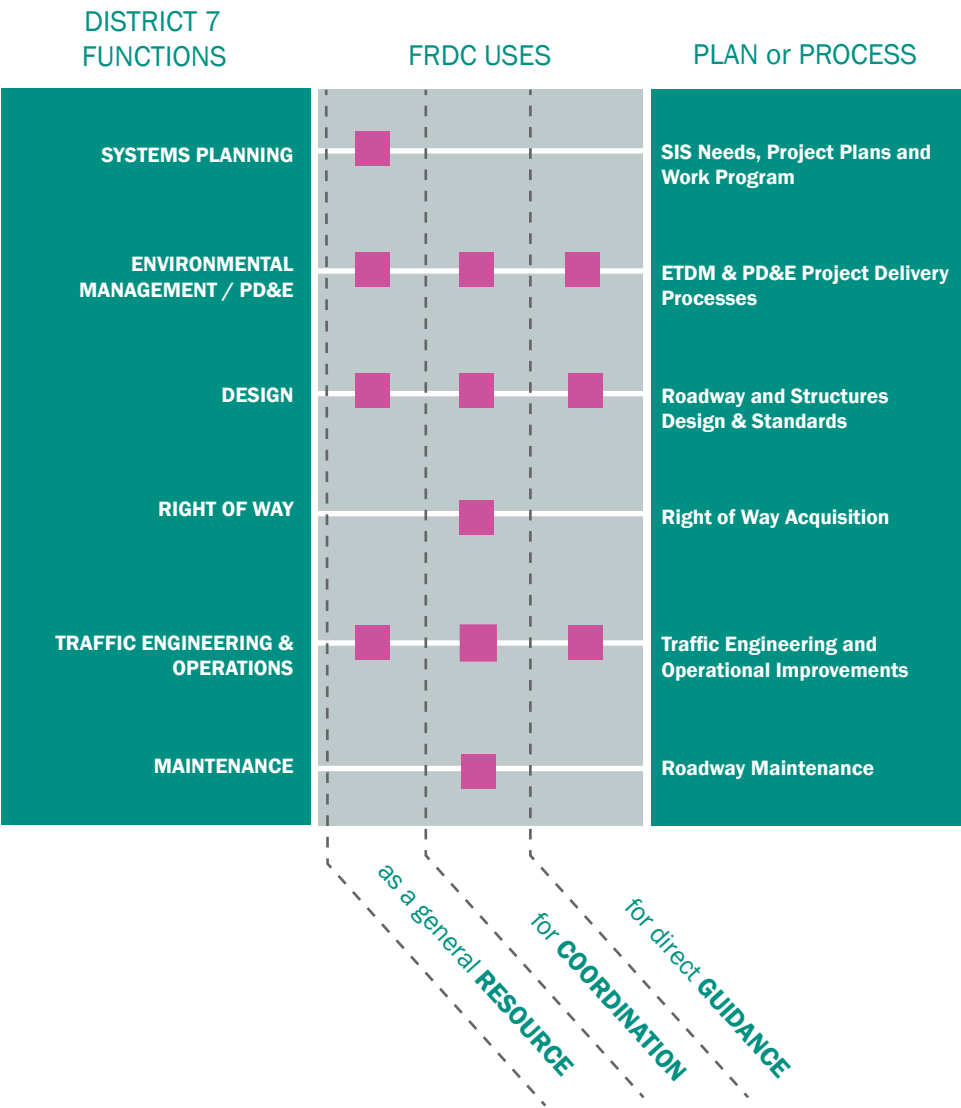 DISTRICT 7
FUNCTIONS
FRDC USES
PLAN or PROCESS
SYSTEMS PLANNING
SIS Needs, Project Plans and
Work Program
ENVIRONMENTAL
MANAGEMENT / PD&E
ETDM & PD&E Project Delivery
Processes
DESIGN
Roadway and Structures
Design & Standards
RIGHT OF WAY
Right of Way Acquisition
TRAFFIC ENGINEERING &
OPERATIONS
Traffic Engineering and
Operational Improvements
MAINTENANCE
Roadway Maintenance
as a general RESOURCE
for COORDINATION
for direct GUIDANCE